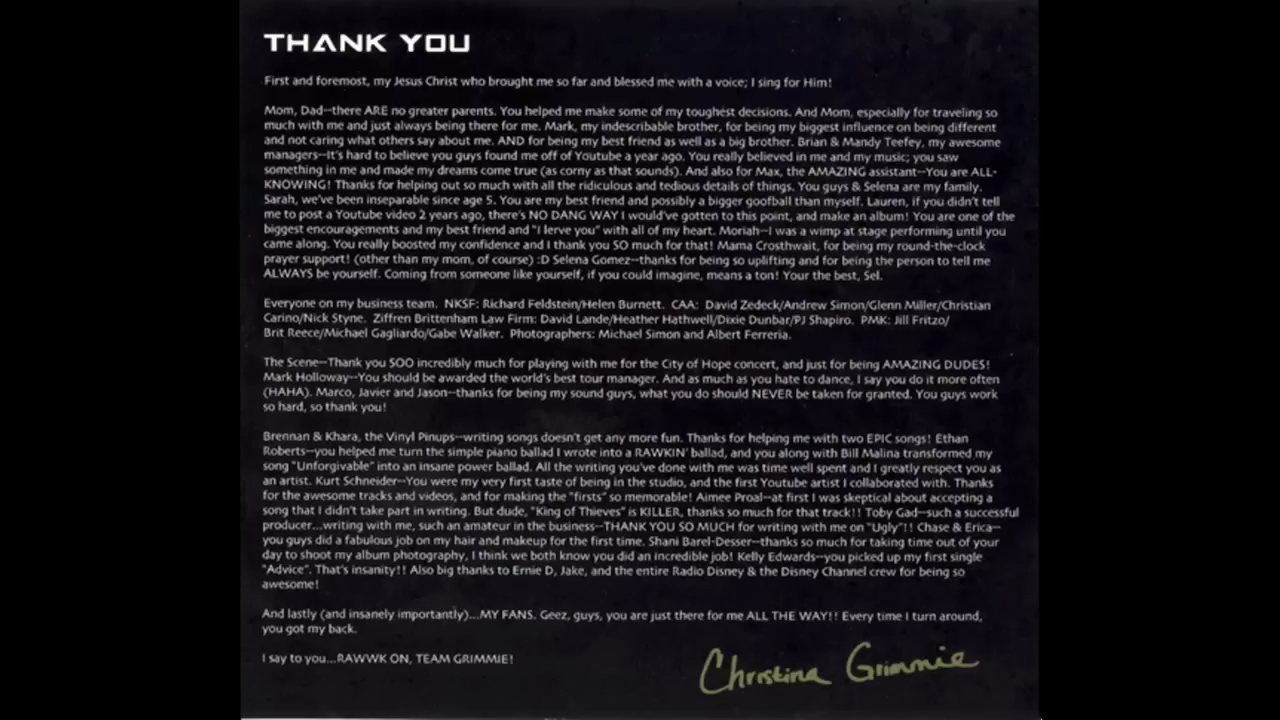 THANK YOU
First and foremost, my Jesus Christ who brought me so far and blessed me with a voice; I sing for Him!
Mom, Dad--there ARE no greater parents. You helped me make some of my toughest decisions. And Mom, especially for traveling so
much with me and just always being there for me. Mark, my indescribable brother, for being my biggest influence on being different
and not caring what others say about me. AND for being my best friend as well as a big brother. Brian & Mandy Teefey, my awesome
managers--It's hard to believe you guys found me off of Youtube a year ago. You really believed in me and my music; you saw
something in me and made my dreams come true (as corny as that sounds). And also for Max, the AMAZING assistant--You are ALL-
KNOWING! Thanks for helping out so much with all the ridiculous and tedious details of things. You guys & Selena are my family.
Sarah, we've been inseparable since age 5. You are my best friend and possibly a bigger goofball than myself. Lauren, if you didn't tell
me to post a Youtube video 2 years ago, there's NO DANG WAY I would've gotten to this point, and make an album! You are one of the
biggest encouragements and my best friend and "I lerve you" with all of my heart. Moriah--I was a wimp at stage performing until you
came along. You really boosted my confidence and I thank you SO much for that! Mama Crosthwait, for being my round-the-clock
prayer support! (other than my mom, of course) :D Selena Gomez--thanks for being so uplifting and for being the person to tell me
ALWAYS be yourself. Coming from someone like yourself, if you could imagine, means a ton! Your the best, Sel.
Everyone on my business team. NKSF: Richard Feldstein/Helen Burnett. CAA: David Zedeck/Andrew Simon/Glenn Miller/Christian
Carino/Nick Styne. Ziffren Brittenham Law Firm: David Lande/Heather Hathwell/Dixie Dunbar/PJ Shapiro. PMK: Jill Fritzo/
Brit Reece/Michael Gagliardo/Gabe Walker. Photographers: Michael Simon and Albert Ferreria.
The Scene--Thank you SOO incredibly much for playing with me for the City of Hope concert, and just for being AMAZING DUDES!
Mark Holloway--You should be awarded the world's best tour manager. And as much as you hate to dance, I say you do it more often
(HAHA). Marco, Javier and Jason--thanks for being my sound guys, what you do should NEVER be taken for granted. You guys work
so hard, so thank you!
Brennan & Khara, the Vinyl Pinups--writing songs doesn't get any more fun. Thanks for helping me with two EPIC songs! Ethan
Roberts--you helped me turn the simple piano ballad I wrote into a RAWKIN' ballad, and you along with Bill Malina transformed my
song "Unforgivable" into an insane power ballad. All the writing you've done with me was time well spent and I greatly respect you as
an artist. Kurt Schneider--You were my very first taste of being in the studio, and the first Youtube artist I collaborated with. Thanks
for the awesome tracks and videos, and for making the "firsts" so memorable! Aimee Proal--at first I was skeptical about accepting a
song that I didn't take part in writing. But dude, "King of Thieves" is KILLER, thanks so much for that track!! Toby Gad--such a successful
producer...writing with me, such an amateur in the business--THANK YOU SO MUCH for writing with me on "Ugly"!! Chase & Erica--
you guys did a fabulous job on my hair and makeup for the first time. Shani Barel-Desser--thanks so much for taking time out of your
day to shoot my album photography, I think we both know you did an incredible job! Kelly Edwards--you picked up my first single
"Advice". That's insanity!! Also big thanks to Ernie D, Jake, and the entire Radio Disney & the Disney Channel crew for being so
awesome!
And lastly (and insanely importantly)...MY FANS. Geez, guys, you are just there for me ALL THE WAY!! Every time I turn around,
you got my back.
I say to you...RAWWK ON, TEAM GRIMMIE!
Christina Grimmie